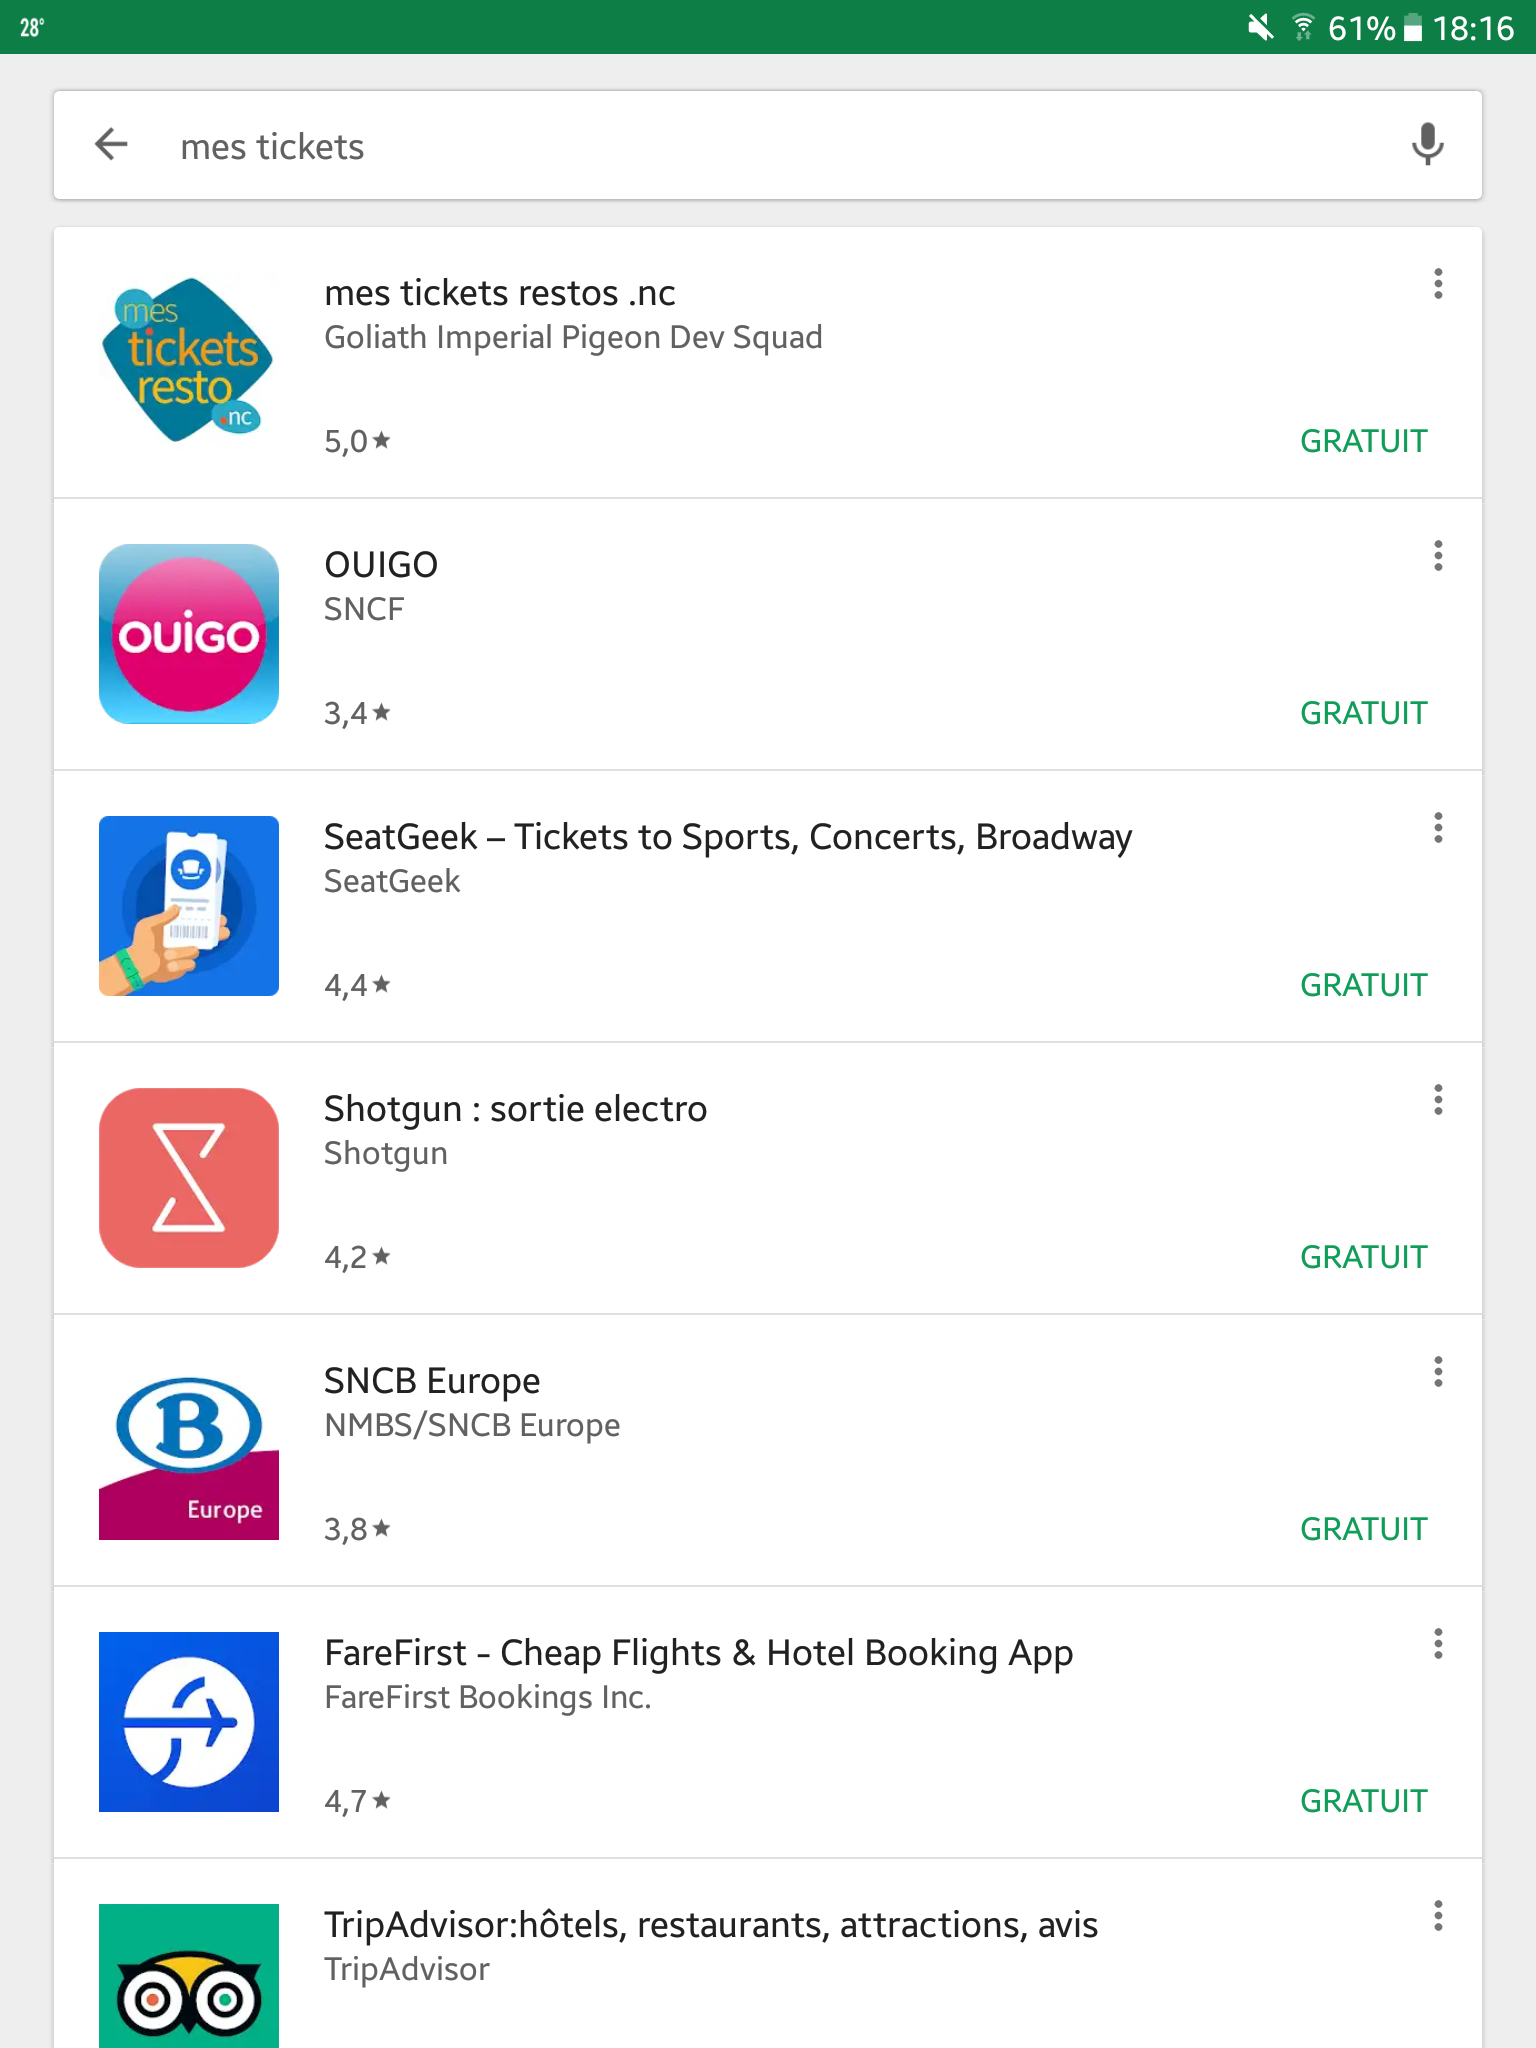 28°
61% 18:16
mes tickets
mes
tickets
resto
.nc
mes tickets restos .nc
Goliath Imperial Pigeon Dev Squad
5,0★
GRATUIT
OUIGO
OUIGO
SNCF
3,4★
GRATUIT
SeatGeek – Tickets to Sports, Concerts, Broadway
SeatGeek
4,4★
GRATUIT
Shotgun : sortie electro
Shotgun
4,2★
GRATUIT
B
Europe
SNCB Europe
NMBS/SNCB Europe
3,8★
GRATUIT
FareFirst - Cheap Flights & Hotel Booking App
FareFirst Bookings Inc.
4,7★
GRATUIT
TripAdvisor:hôtels, restaurants, attractions, avis
TripAdvisor